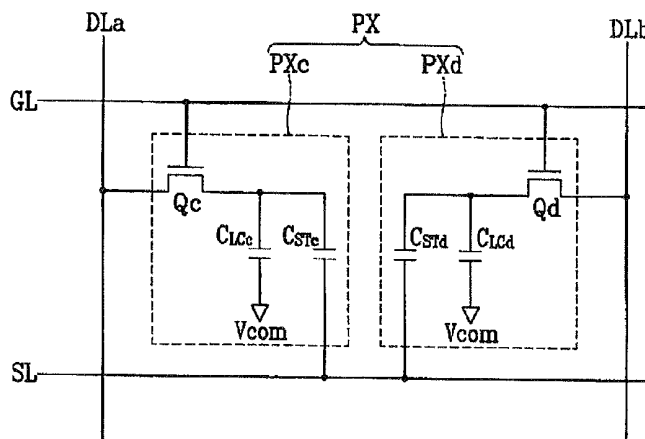 DLa
PX
DLb
PXc
PXd
GL
Qc
Qd
CLCc
CSTc
CSTd
CLCd
Vcom
Vcom
SL